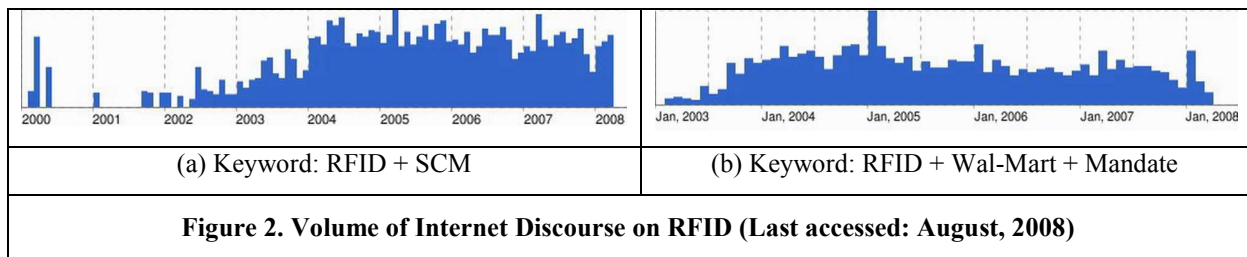 2000 2001 2002 2003 2004 2005 2006 2007 2008
Jan, 2003 Jan, 2004 Jan, 2005 Jan, 2006 Jan, 2007 Jan, 2008
(a) Keyword: RFID + SCM
(b) Keyword: RFID + Wal-Mart + Mandate
Figure 2. Volume of Internet Discourse on RFID (Last accessed: August, 2008)